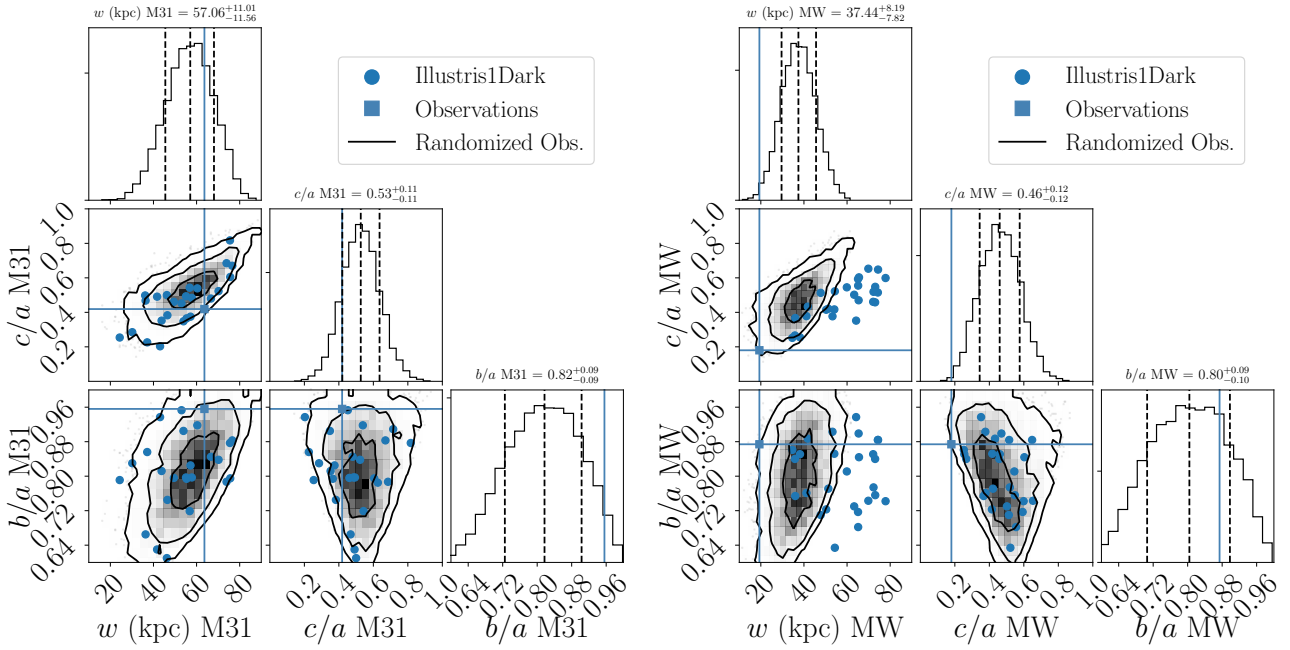 w (kpc) M31 = 57.06+11.01−11.56
Illustris1Dark
Observations
Randomized Obs.
c/a M31 = 0.53+0.11−0.11
1.0
0.8
0.6
0.4
0.2
c/a M31
b/a M31 = 0.82+0.09−0.09
0.96
0.88
0.80
0.72
0.64
b/a M31
20 40 60 80
w (kpc) M31
0.2 0.4 0.6 0.8 1.0
c/a M31
0.64 0.72 0.80 0.88 0.96
b/a M31
w (kpc) MW = 37.44+8.19−7.82
Illustris1Dark
Observations
Randomized Obs.
c/a MW = 0.46+0.12−0.12
1.0
0.8
0.6
0.4
0.2
c/a MW
b/a MW = 0.80+0.09−0.10
0.96
0.88
0.80
0.72
0.64
b/a MW
20 40 60 80
w (kpc) MW
0.2 0.4 0.6 0.8 1.0
c/a MW
0.64 0.72 0.80 0.88 0.96
b/a MW